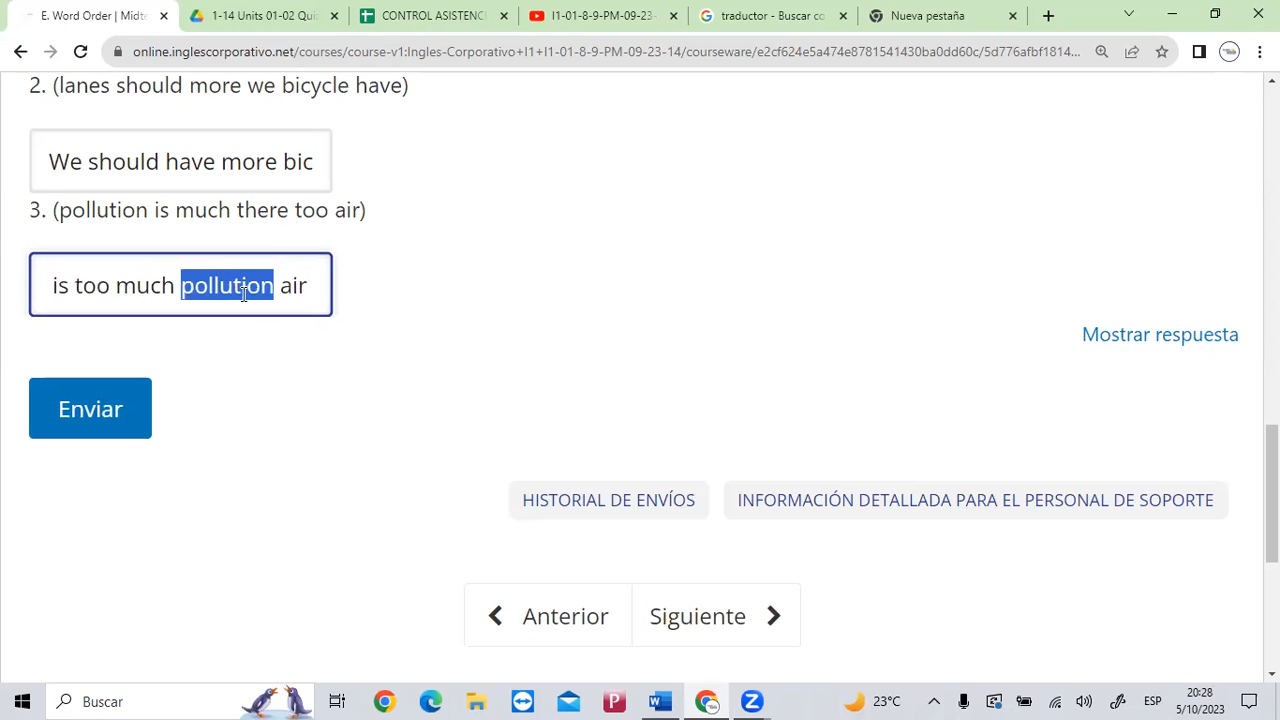 E. Word Order | Midte
1-14 Units 01-02 Quiz
CONTROL ASISTENC
I1-01-8-9-PM-09-23-
traductor - Buscar co
Nueva pestaña
online.inglescorporativo.net/courses/course-v1:Ingles-Corporativo+I1+I1-01-8-9-PM-09-23-14/courseware/e2cf624e5a474e8781541430ba0dd60c/5d776afbf1814...
2. (lanes should more we bicycle have)
We should have more bic
3. (pollution is much there too air)
is too much pollution air
Mostrar respuesta
Enviar
HISTORIAL DE ENVÍOS
INFORMACIÓN DETALLADA PARA EL PERSONAL DE SOPORTE
Anterior
Siguiente
Buscar
23°C
ESP
20:28
5/10/2023